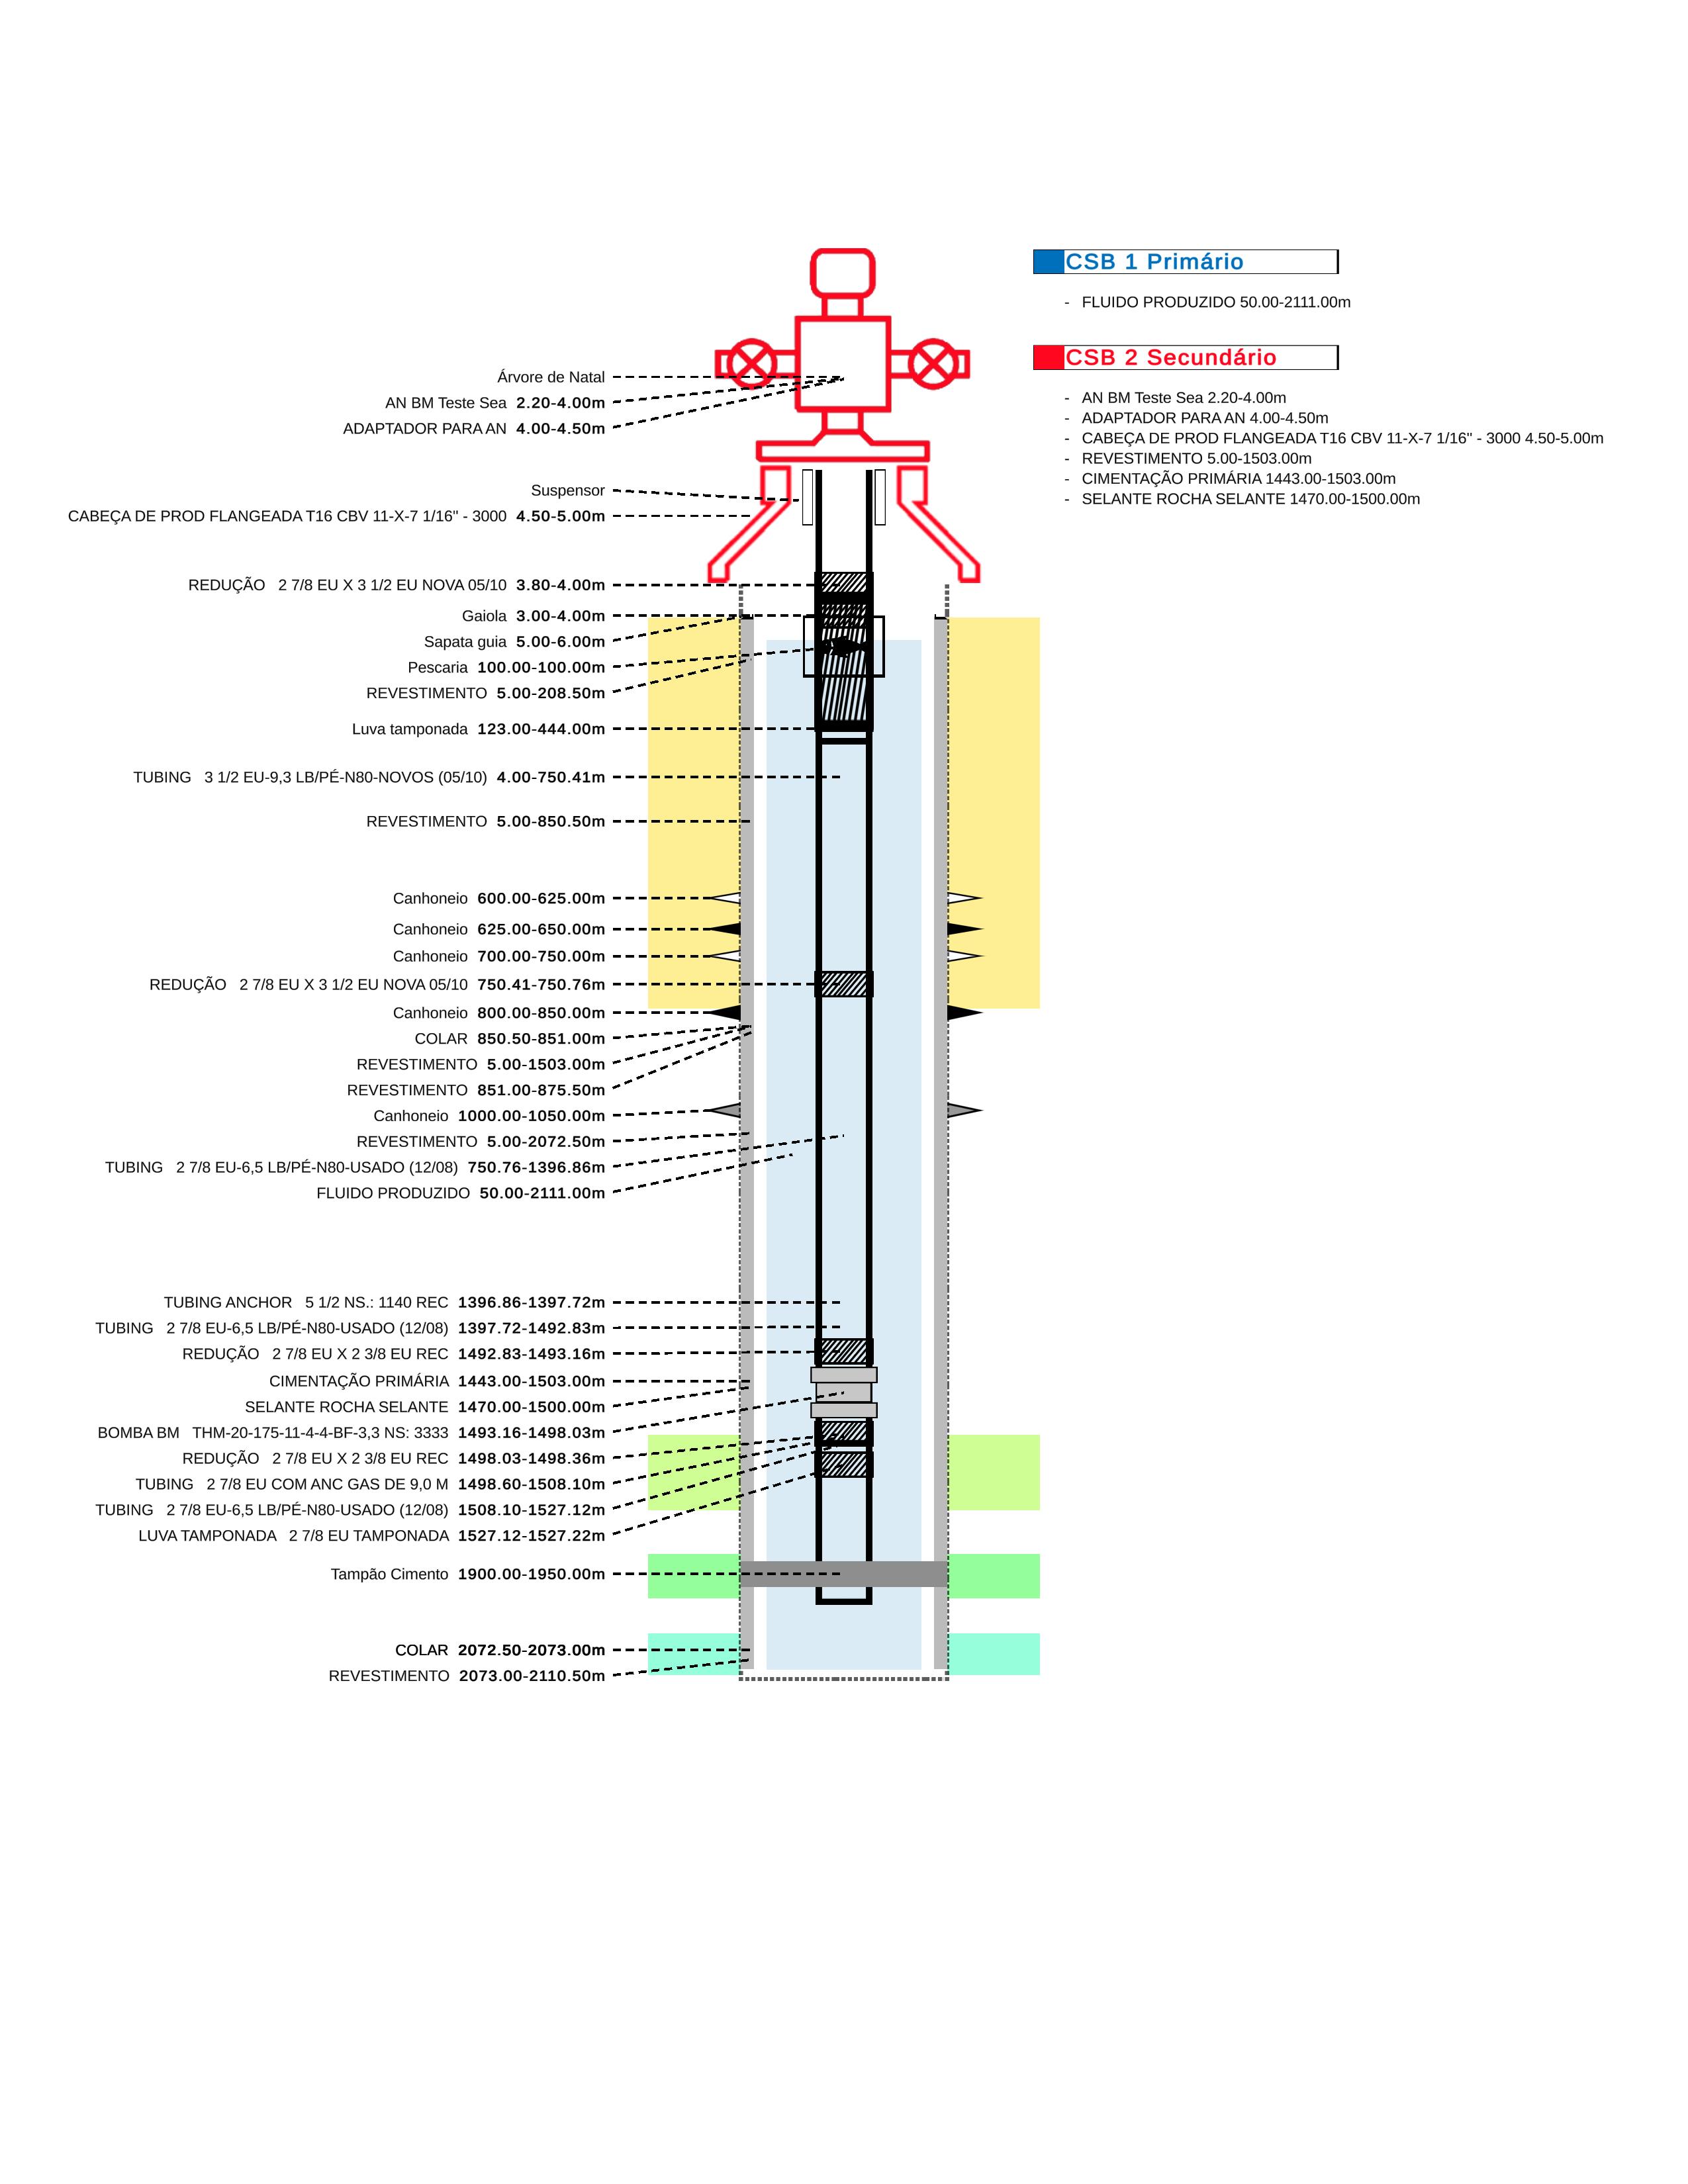 Árvore de Natal
AN BM Teste Sea 2.20-4.00m
ADAPTADOR PARA AN 4.00-4.50m
Suspensor
CABEÇA DE PROD FLANGEADA T16 CBV 11-X-7 1/16" - 3000 4.50-5.00m
REDUÇÃO 2 7/8 EU X 3 1/2 EU NOVA 05/10 3.80-4.00m
Gaiola 3.00-4.00m
Sapata guia 5.00-6.00m
Pescaria 100.00-100.00m
REVESTIMENTO 5.00-208.50m
Luva tamponada 123.00-444.00m
TUBING 3 1/2 EU-9,3 LB/PÉ-N80-NOVOS (05/10) 4.00-750.41m
REVESTIMENTO 5.00-850.50m
Canhoneio 600.00-625.00m
Canhoneio 625.00-650.00m
Canhoneio 700.00-750.00m
REDUÇÃO 2 7/8 EU X 3 1/2 EU NOVA 05/10 750.41-750.76m
Canhoneio 800.00-850.00m
COLAR 850.50-851.00m
REVESTIMENTO 5.00-1503.00m
REVESTIMENTO 851.00-875.50m
Canhoneio 1000.00-1050.00m
REVESTIMENTO 5.00-2072.50m
TUBING 2 7/8 EU-6,5 LB/PÉ-N80-USADO (12/08) 750.76-1396.86m
FLUIDO PRODUZIDO 50.00-2111.00m
TUBING ANCHOR 5 1/2 NS.: 1140 REC 1396.86-1397.72m
TUBING 2 7/8 EU-6,5 LB/PÉ-N80-USADO (12/08) 1397.72-1492.83m
REDUÇÃO 2 7/8 EU X 2 3/8 EU REC 1492.83-1493.16m
CIMENTAÇÃO PRIMÁRIA 1443.00-1503.00m
SELANTE ROCHA SELANTE 1470.00-1500.00m
BOMBA BM THM-20-175-11-4-4-BF-3,3 NS: 3333 1493.16-1498.03m
REDUÇÃO 2 7/8 EU X 2 3/8 EU REC 1498.03-1498.36m
TUBING 2 7/8 EU COM ANC GAS DE 9,0 M 1498.60-1508.10m
TUBING 2 7/8 EU-6,5 LB/PÉ-N80-USADO (12/08) 1508.10-1527.12m
LUVA TAMPONADA 2 7/8 EU TAMPONADA 1527.12-1527.22m
Tampão Cimento 1900.00-1950.00m
COLAR 2072.50-2073.00m
REVESTIMENTO 2073.00-2110.50m
CSB 1 Primário
- FLUIDO PRODUZIDO 50.00-2111.00m
CSB 2 Secundário
- AN BM Teste Sea 2.20-4.00m
- ADAPTADOR PARA AN 4.00-4.50m
- CABEÇA DE PROD FLANGEADA T16 CBV 11-X-7 1/16" - 3000 4.50-5.00m
- REVESTIMENTO 5.00-1503.00m
- CIMENTAÇÃO PRIMÁRIA 1443.00-1503.00m
- SELANTE ROCHA SELANTE 1470.00-1500.00m